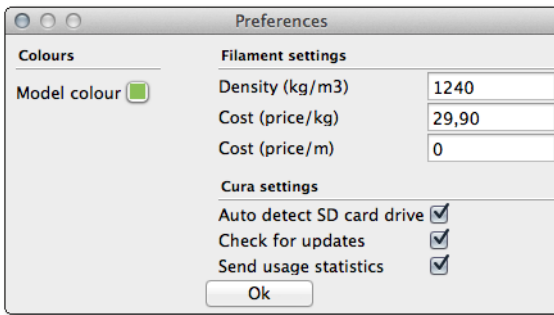 Preferences
Colours
Model colour
Filament settings
Density (kg/m3) 1240
Cost (price/kg) 29,90
Cost (price/m) 0
Cura settings
Auto detect SD card drive
Check for updates
Send usage statistics
Ok